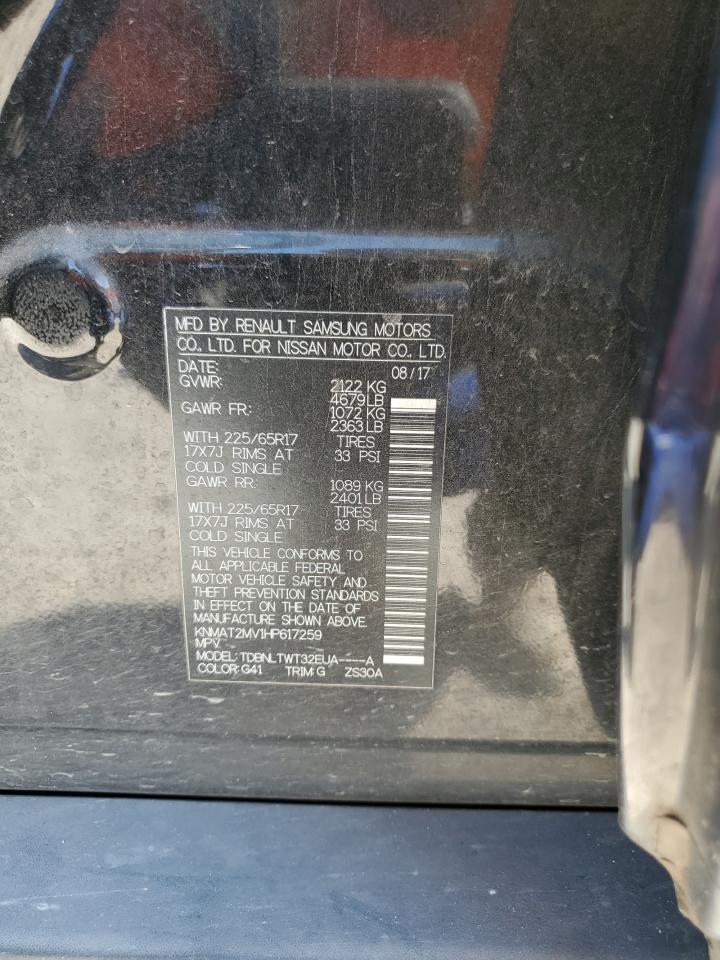 MFD BY RENAULT SAMSUNG MOTORS
CO., LTD. FOR NISSAN MOTOR CO., LTD.
DATE: 08/17
GVWR: 2122 KG
4679 LB
GAWR FR: 1072 KG
2363 LB
WITH 225/65R17 TIRES
17X7J RIMS AT 33 PSI
COLD SINGLE
GAWR RR: 1089 KG
2401 LB
WITH 225/65R17 TIRES
17X7J RIMS AT 33 PSI
COLD SINGLE
THIS VEHICLE CONFORMS TO
ALL APPLICABLE FEDERAL
MOTOR VEHICLE SAFETY AND
THEFT PREVENTION STANDARDS
IN EFFECT ON THE DATE OF
MANUFACTURE SHOWN ABOVE.
KNMAT2MV1HP617259
MPV
MODEL: TDBNLTWT32EUA----A
COLOR: G41 TRIM: G ZS30A